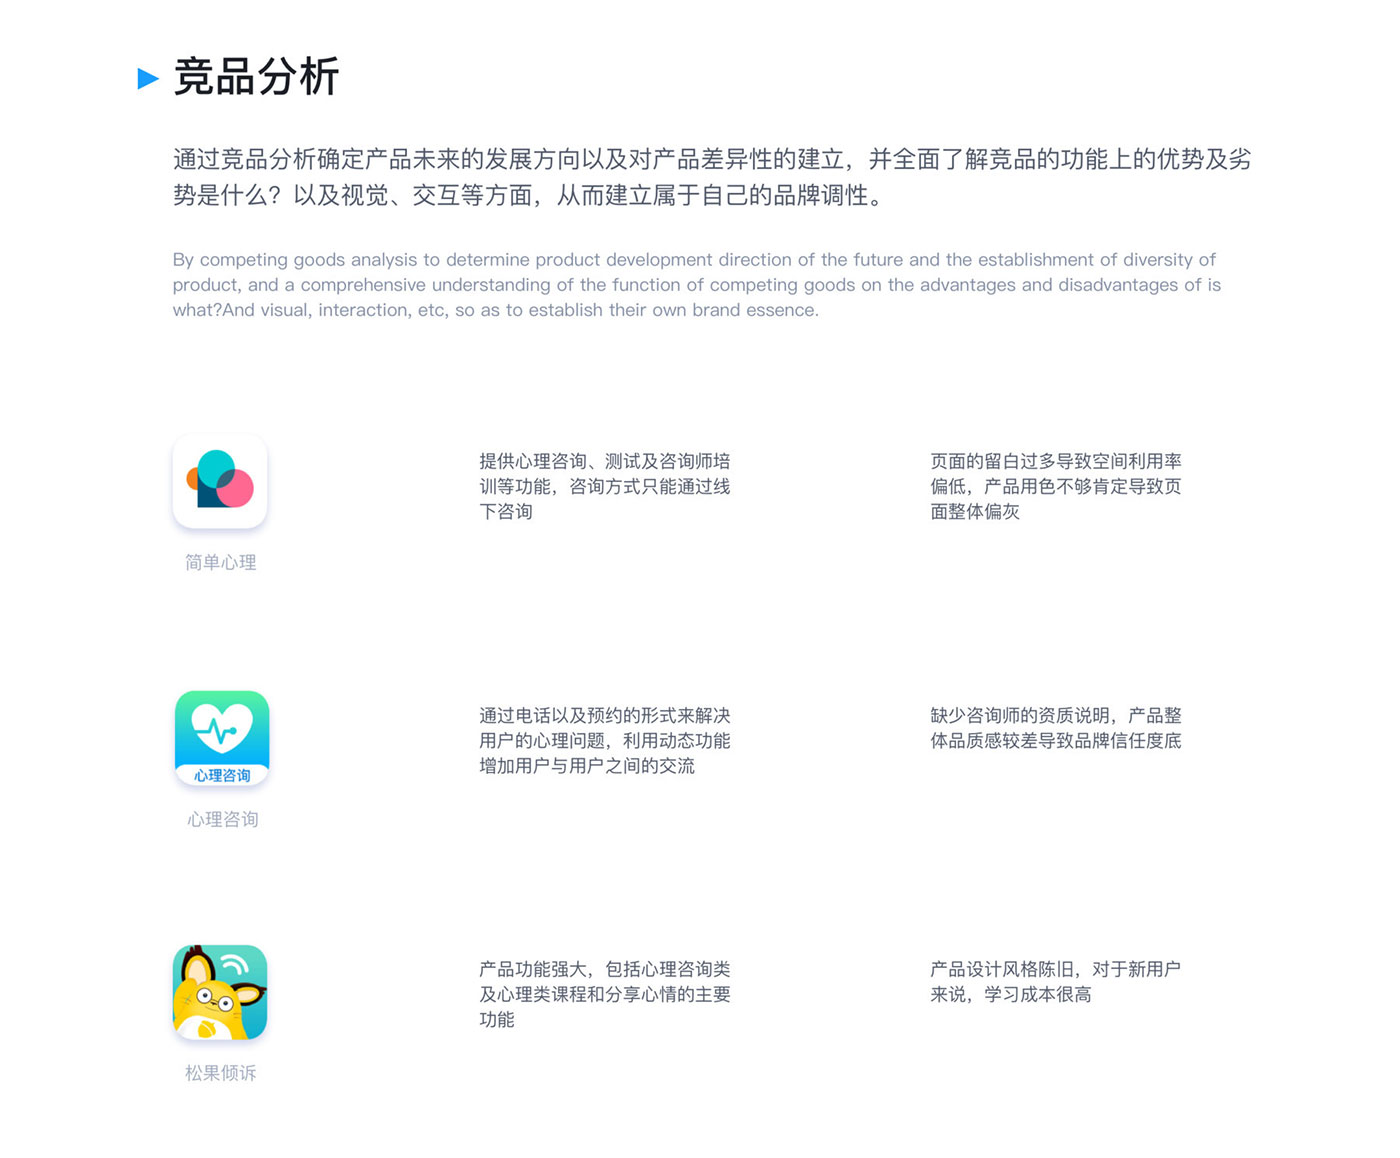 竞品分析
通过竞品分析确定产品未来的发展方向以及对产品差异性的建立，并全面了解竞品的功能上的优势及劣
势是什么？以及视觉、交互等方面，从而建立属于自己的品牌调性。
By competing goods analysis to determine product development direction of the future and the establishment of diversity of
product, and a comprehensive understanding of the function of competing goods on the advantages and disadvantages of is
what?And visual, interaction, etc, so as to establish their own brand essence.
简单心理
提供心理咨询、测试及咨询师培
训等功能，咨询方式只能通过线
下咨询
页面的留白过多导致空间利用率
偏低，产品用色不够肯定导致页
面整体偏灰
心理咨询
心理咨询
通过电话以及预约的形式来解决
用户的心理问题，利用动态功能
增加用户与用户之间的交流
缺少咨询师的资质说明，产品整
体品质感较差导致品牌信任度底
松果倾诉
产品功能强大，包括心理咨询类
及心理类课程和分享心情的主要
功能
产品设计风格陈旧，对于新用户
来说，学习成本很高